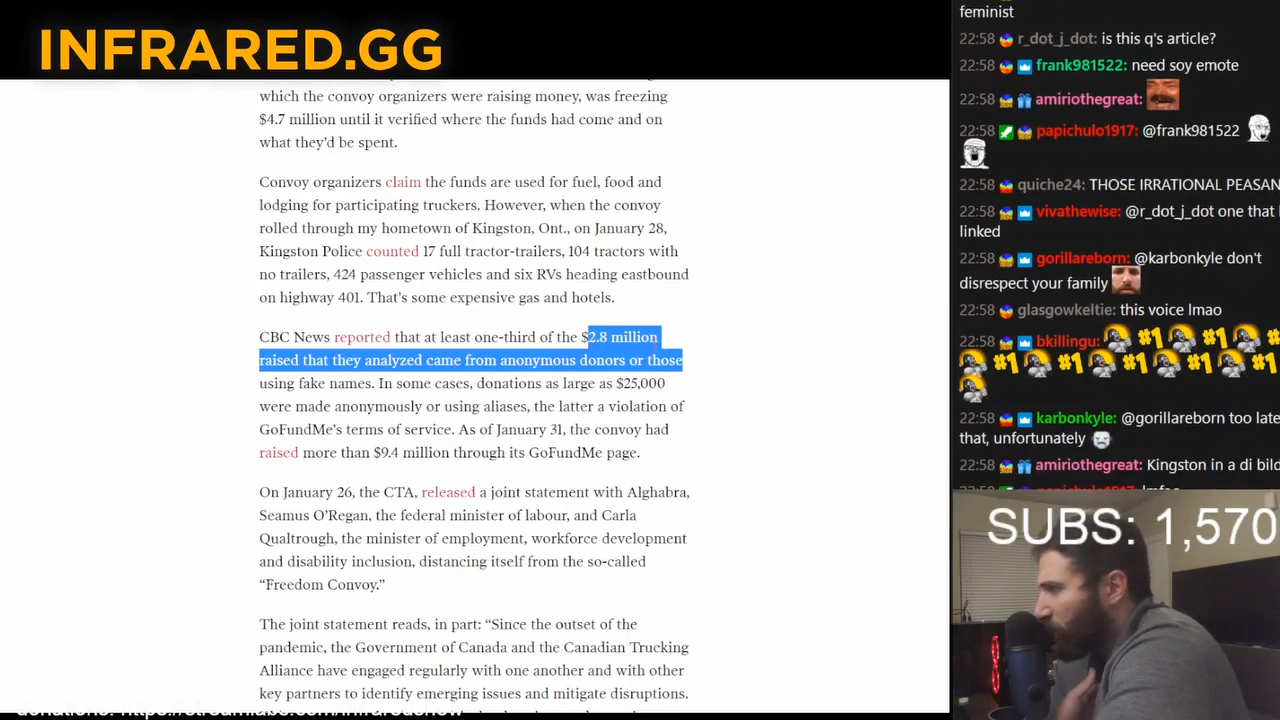 INFRARED.GG
which the convoy organizers were raising money, was freezing
$4.7 million until it verified where the funds had come and on
what they’d be spent.
Convoy organizers claim the funds are used for fuel, food and
lodging for participating truckers. However, when the convoy
rolled through my hometown of Kingston, Ont., on January 28,
Kingston Police counted 17 full tractor-trailers, 104 tractors with
no trailers, 424 passenger vehicles and six RVs heading eastbound
on highway 401. That’s some expensive gas and hotels.
CBC News reported that at least one-third of the $2.8 million
raised that they analyzed came from anonymous donors or those
using fake names. In some cases, donations as large as $25,000
were made anonymously or using aliases, the latter a violation of
GoFundMe’s terms of service. As of January 31, the convoy had
raised more than $9.4 million through its GoFundMe page.
On January 26, the CTA, released a joint statement with Alghabra,
Seamus O’Regan, the federal minister of labour, and Carla
Qualtrough, the minister of employment, workforce development
and disability inclusion, distancing itself from the so-called
“Freedom Convoy.”
The joint statement reads, in part: “Since the outset of the
pandemic, the Government of Canada and the Canadian Trucking
Alliance have engaged regularly with one another and with other
key partners to identify emerging issues and mitigate disruptions.
feminist
22:58 r_dot_j_dot: is this q's article?
22:58 frank981522: need soy emote
22:58 amiriothegreat:
22:58 papichulo1917: @frank981522
22:58 quiche24: THOSE IRRATIONAL PEASAN
22:58 vivathewise: @r_dot_j_dot one that
linked
22:58 gorillareborn: @karbonkyle don't
disrespect your family
22:58 glasgowkeltie: this voice lmao
22:58 bkillingu: #1 #1 #1
#1 #1 #1 #1
22:58 karbonkyle: @gorillareborn too late
that, unfortunately
22:58 amiriothegreat: Kingston in a di bild
SUBS: 1,570